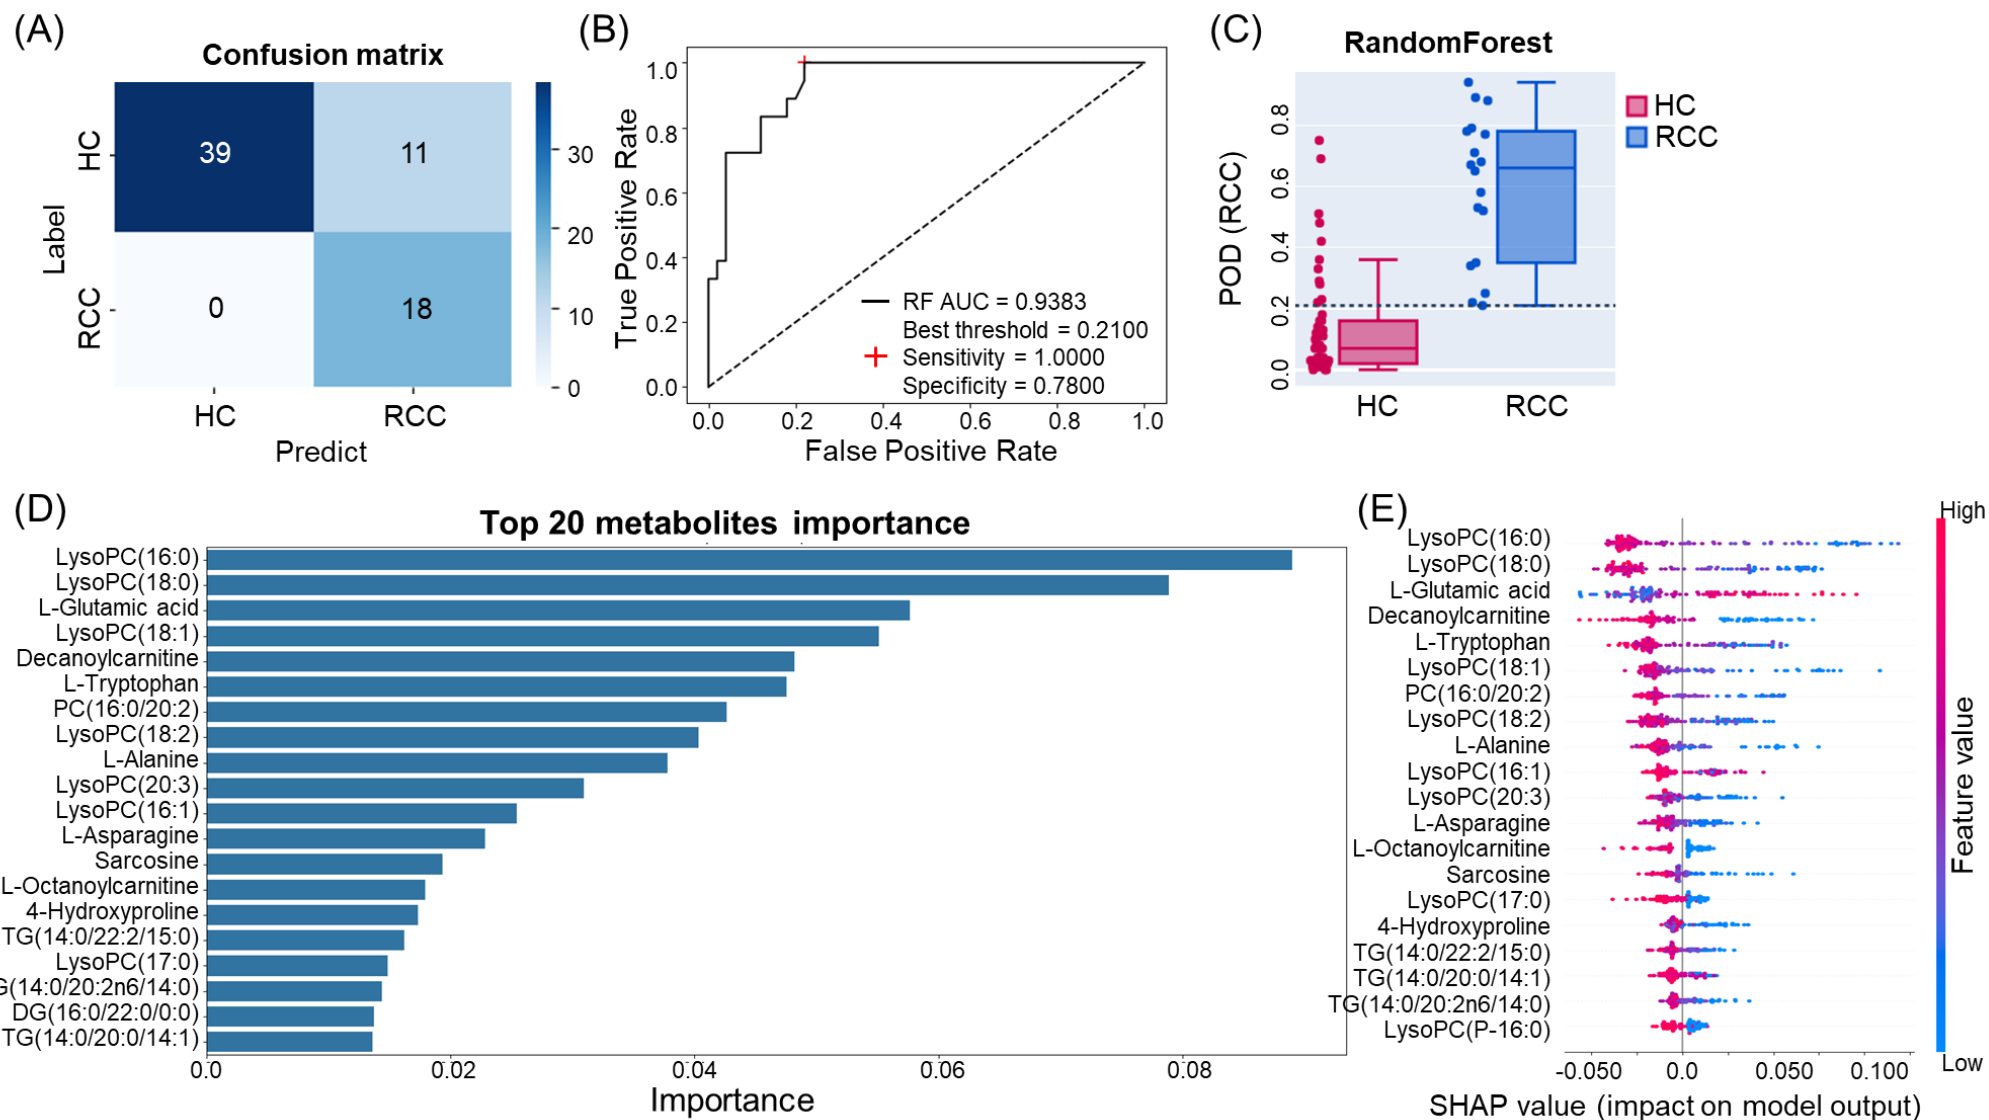 (A)
Confusion matrix
39
11
0
18
HC
RCC
Label
HC
RCC
Predict
30
20
10
0
(B)
1.0
0.8
0.6
0.4
0.2
0.0
True Positive Rate
RF AUC = 0.9383
Best threshold = 0.2100
Sensitivity = 1.0000
Specificity = 0.7800
0.0 0.2 0.4 0.6 0.8 1.0
False Positive Rate
(C)
RandomForest
HC
RCC
POD (RCC)
0.8
0.6
0.4
0.2
0.0
HC RCC
(D)
Top 20 metabolites importance
LysoPC(16:0)
LysoPC(18:0)
L-Glutamic acid
LysoPC(18:1)
Decanoylcarnitine
L-Tryptophan
PC(16:0/20:2)
LysoPC(18:2)
L-Alanine
LysoPC(20:3)
LysoPC(16:1)
L-Asparagine
Sarcosine
L-Octanoylcarnitine
4-Hydroxyproline
TG(14:0/22:2/15:0)
LysoPC(17:0)
G(14:0/20:2n6/14:0)
DG(16:0/22:0/0:0)
TG(14:0/20:0/14:1)
0.0 0.02 0.04 0.06 0.08
Importance
(E)
LysoPC(16:0)
LysoPC(18:0)
L-Glutamic acid
Decanoylcarnitine
L-Tryptophan
LysoPC(18:1)
PC(16:0/20:2)
LysoPC(18:2)
L-Alanine
LysoPC(16:1)
LysoPC(20:3)
L-Asparagine
L-Octanoylcarnitine
Sarcosine
LysoPC(17:0)
4-Hydroxyproline
TG(14:0/22:2/15:0)
TG(14:0/20:0/14:1)
TG(14:0/20:2n6/14:0)
LysoPC(P-16:0)
-0.050 0.0 0.050 0.100
SHAP value (impact on model output)
High
Feature value
Low